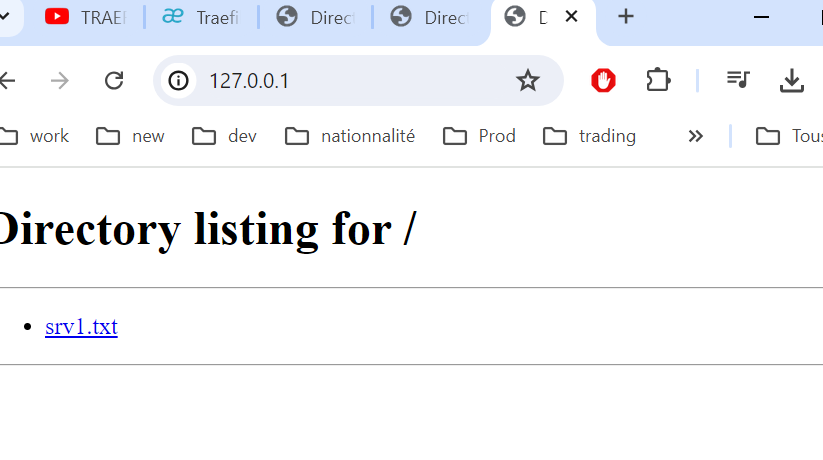 TRAEF Traefi Direct Direct D
127.0.0.1
work new dev nationnalité Prod trading Tous
Directory listing for /
srv1.txt